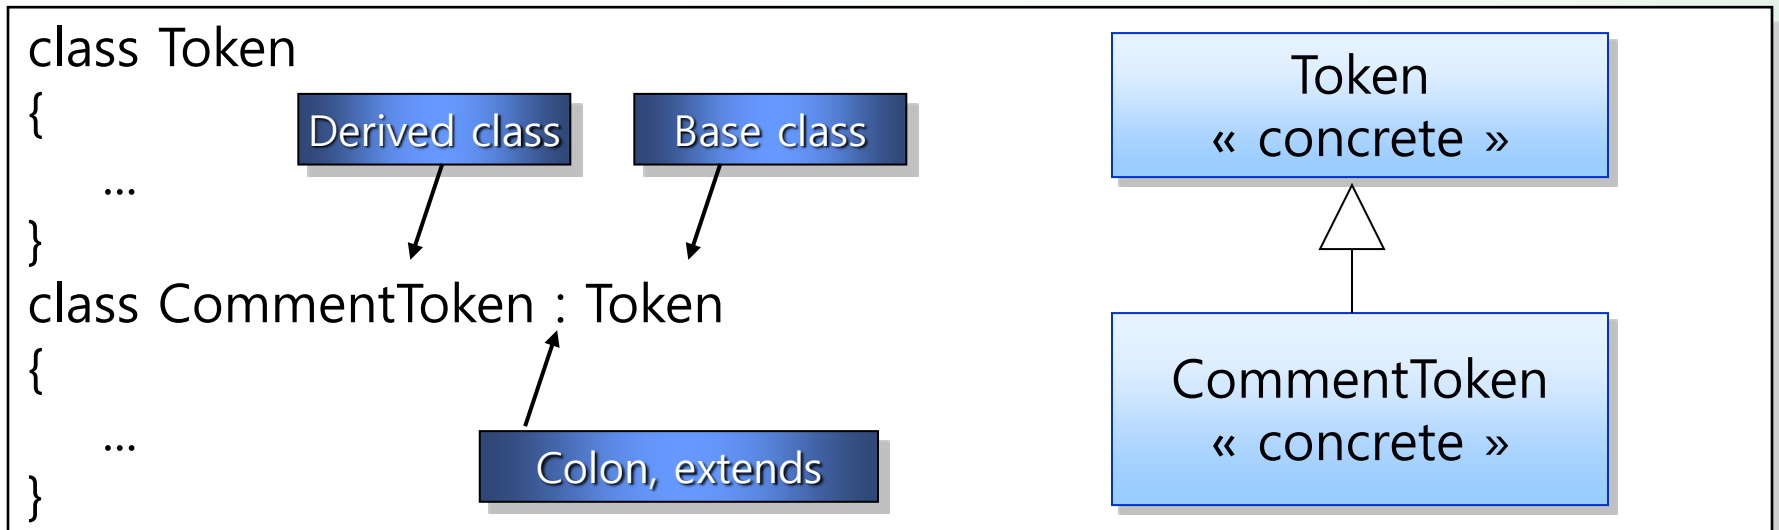 class Token
{
Derived class
Base class
...
}
class CommentToken : Token
{
...
Colon, extends
}
Token
« concrete »
CommentToken
« concrete »